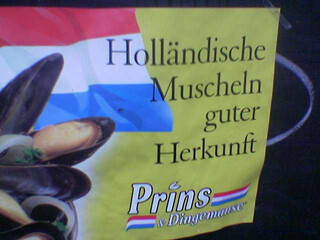 Holländische
Muscheln
guter
Herkunft
Prins
& Dingemanse